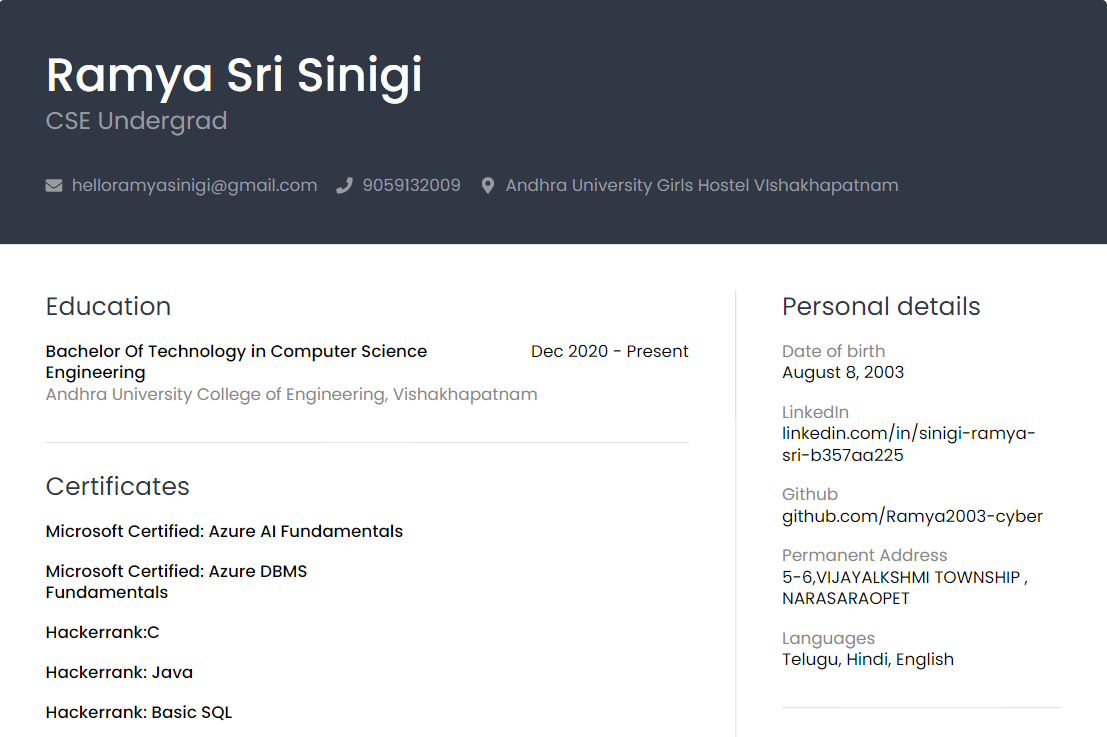 Ramya Sri Sinigi
CSE Undergrad
helloramyasinigi@gmail.com 9059132009 Andhra University Girls Hostel VIshakhapatnam
Education
Bachelor Of Technology in Computer Science Dec 2020 - Present
Engineering
Andhra University College of Engineering, Vishakhapatnam
Certificates
Microsoft Certified: Azure AI Fundamentals
Microsoft Certified: Azure DBMS
Fundamentals
Hackerrank:C
Hackerrank: Java
Hackerrank: Basic SQL
Personal details
Date of birth
August 8, 2003
LinkedIn
linkedin.com/in/sinigi-ramya-
sri-b357aa225
Github
github.com/Ramya2003-cyber
Permanent Address
5-6,VIJAYALKSHMI TOWNSHIP ,
NARASARAOPET
Languages
Telugu, Hindi, English